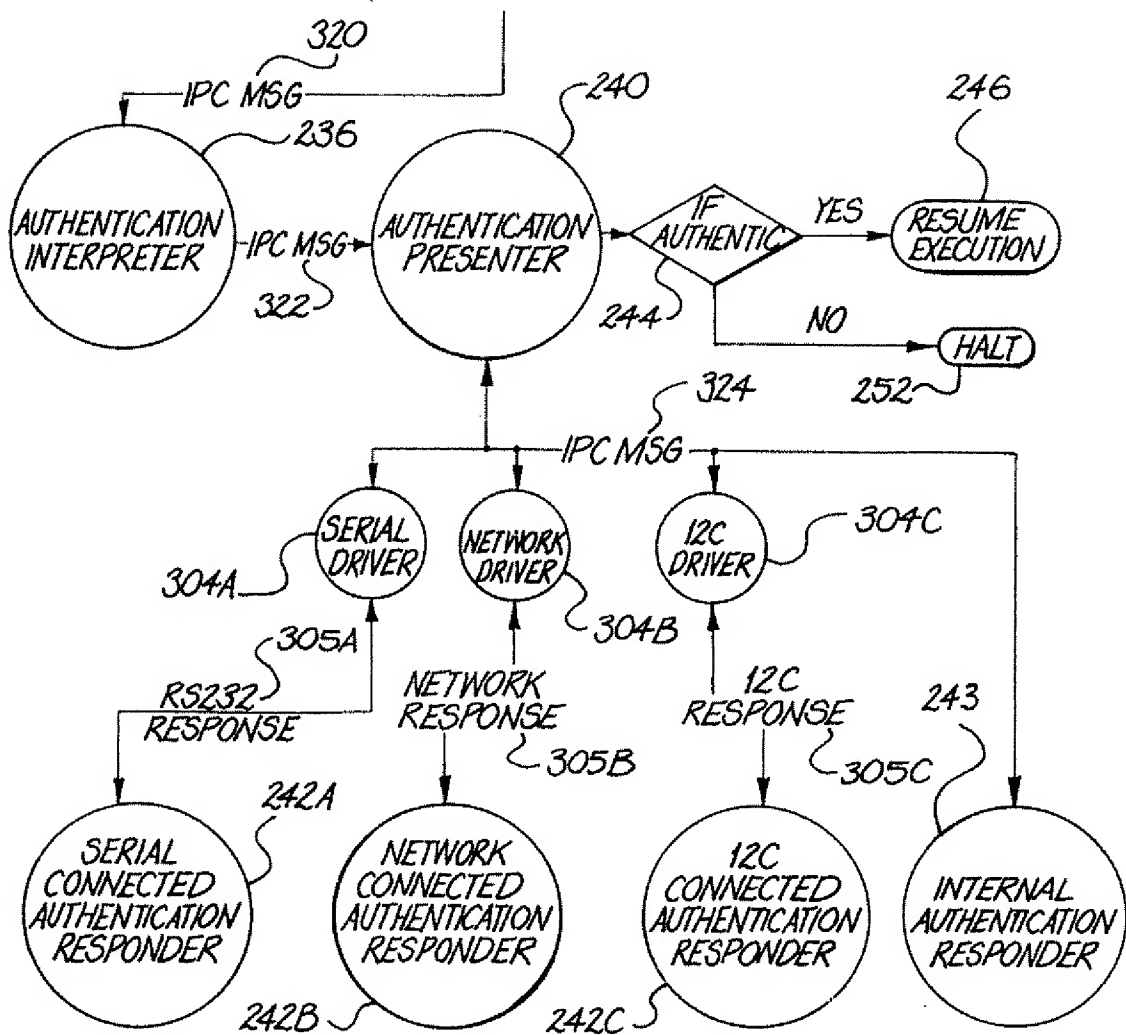 320
IPC MSG
236
240
246
AUTHENTICATION
INTERPRETER
IPC MSG
322
AUTHENTICATION
PRESENTER
IF
AUTHENTIC
244
YES
RESUME
EXECUTION
NO
HALT
252
324
IPC MSG
SERIAL
DRIVER
304A
NETWORK
DRIVER
304B
12C
DRIVER
304C
305A
RS232
RESPONSE
NETWORK
RESPONSE
305B
12C
RESPONSE
305C
243
242A
SERIAL
CONNECTED
AUTHENTICATION
RESPONDER
NETWORK
CONNECTED
AUTHENTICATION
RESPONDER
242B
12C
CONNECTED
AUTHENTICATION
RESPONDER
242C
INTERNAL
AUTHENTICATION
RESPONDER